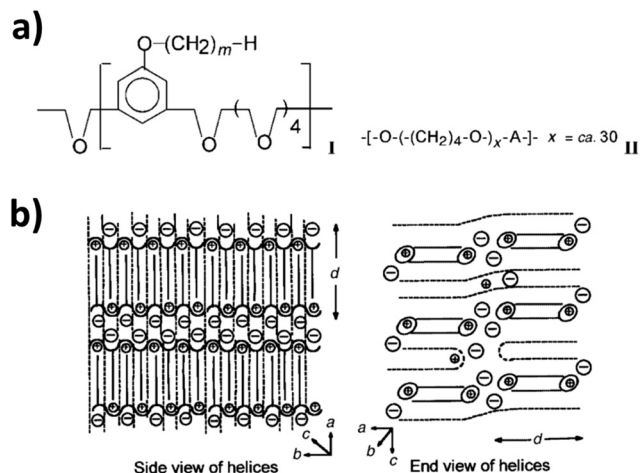 a)
O-(CH2)m-H
O O 4 I
-[-O-(-(CH2)4-O-)x-A-]- x = ca. 30 II
b)
d
a
c
b
Side view of helices
a
b
c
d
End view of helices